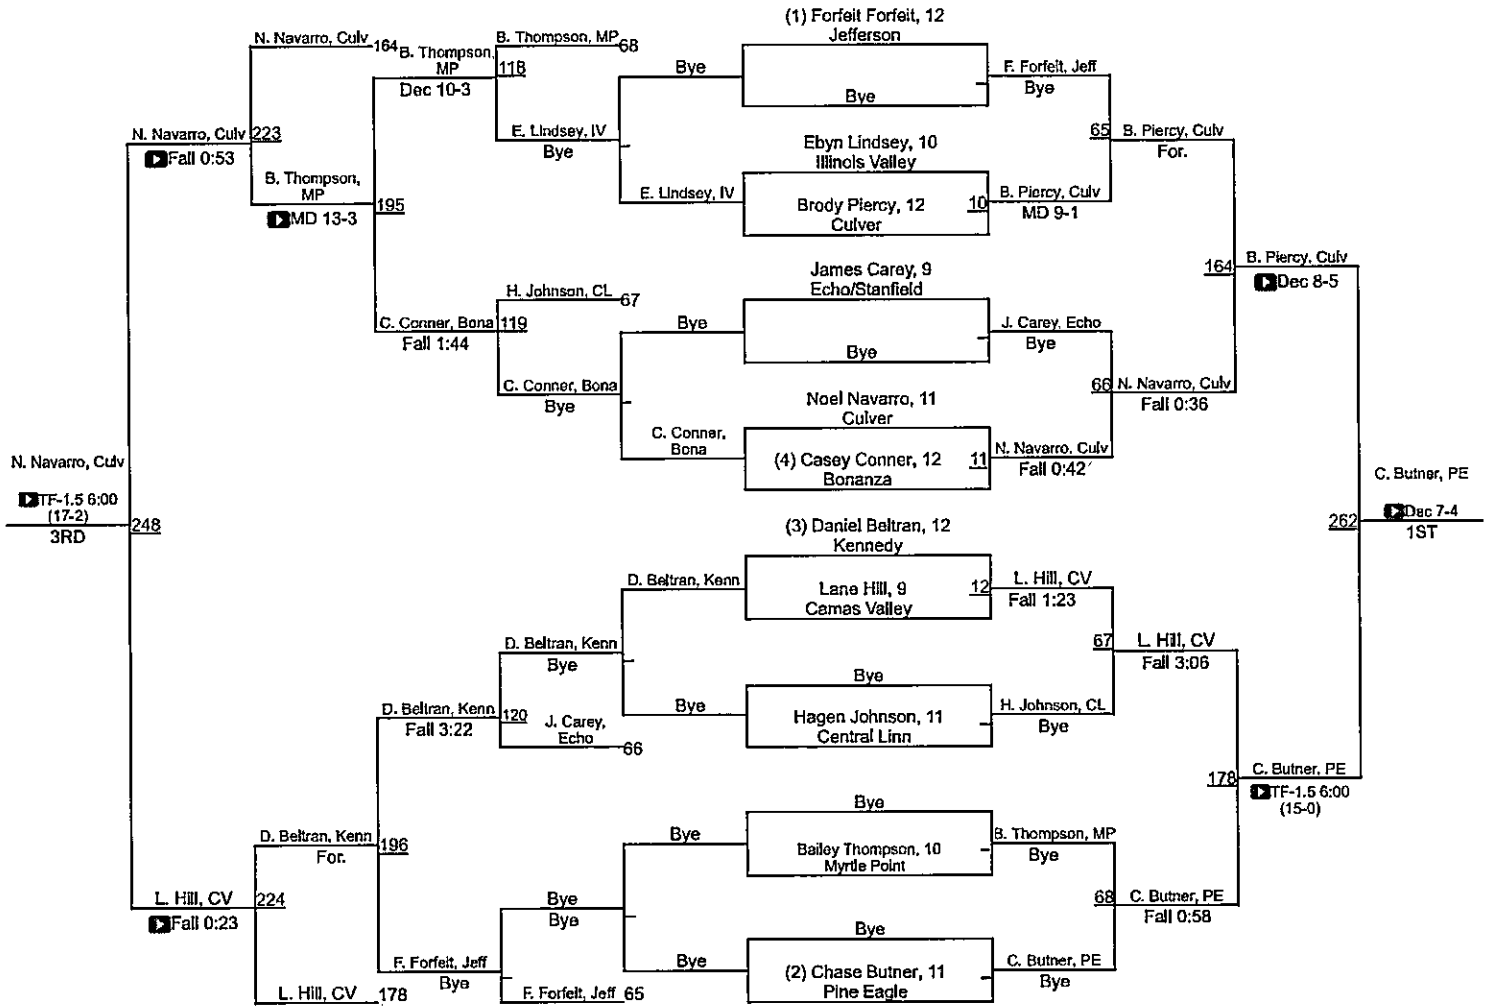 (1) Forfeit Forfeit, 12
Jefferson
N. Navarro, Culv
164
B. Thompson,
MP
118
Dec 10-3
B. Thompson, MP
68
Bye
Bye
F. Forfeit, Jeff
Bye
N. Navarro, Culv
223
Fall 0:53
E. Lindsey, IV
Bye
Ebyn Lindsey, 10
Illinois Valley
65
B. Piercy, Culv
For.
B. Thompson,
MP
195
MD 13-3
E. Lindsey, IV
Brody Piercy, 12
Culver
10
B. Piercy, Culv
MD 9-1
James Carey, 9
Echo/Stanfield
164
B. Piercy, Culv
Dec 8-5
H. Johnson, CL
67
C. Conner, Bona
119
Fall 1:44
Bye
Bye
J. Carey, Echo
Bye
C. Conner, Bona
Bye
Noel Navarro, 11
Culver
66
N. Navarro, Culv
Fall 0:36
C. Conner,
Bona
(4) Casey Conner, 12
Bonanza
11
N. Navarro, Culv
Fall 0:42
N. Navarro, Culv
TF-1.5 6:00
(17-2)
248
3RD
C. Butner, PE
Dec 7-4
262
1ST
(3) Daniel Beltran, 12
Kennedy
D. Beltran, Kenn
Lane Hill, 9
Camas Valley
12
L. Hill, CV
Fall 1:23
D. Beltran, Kenn
Bye
67
L. Hill, CV
Fall 3:06
Bye
D. Beltran, Kenn
120
Fall 3:22
J. Carey,
Echo
66
Bye
Hagen Johnson, 11
Central Linn
H. Johnson, CL
Bye
178
C. Butner, PE
TF-1.5 6:00
(15-0)
Bye
D. Beltran, Kenn
196
For.
Bye
Bailey Thompson, 10
Myrtle Point
B. Thompson, MP
Bye
L. Hill, CV
224
Fall 0:23
Bye
Bye
68
C. Butner, PE
Fall 0:58
Bye
F. Forfeit, Jeff
Bye
Bye
(2) Chase Butner, 11
Pine Eagle
C. Butner, PE
Bye
L. Hill, CV
178
F. Forfeit, Jeff
65